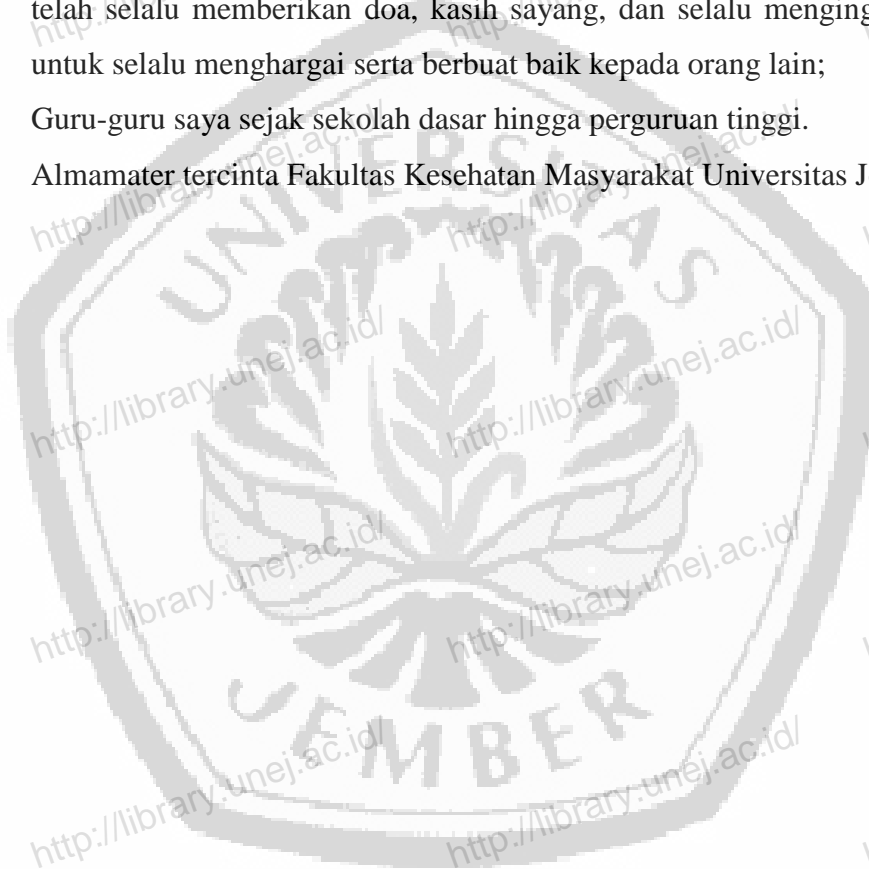 telah selalu memberikan doa, kasih sayang, dan selalu
untuk selalu menghargai serta berbuat baik kepada orang lain;
Guru-guru saya sejak sekolah dasar hingga perguruan tinggi.
Almamater tercinta Fakultas Kesehatan Masyarakat Universitas
UNIVERSITAS
JEMBER
http://library.unej.ac.id/
http://library.unej.ac.id/
http://library.unej.ac.id/
http://library.unej.ac.id/
http://library.unej.ac.id/
http://library.unej.ac.id/
http://library.unej.ac.id/
http://library.unej.ac.id/